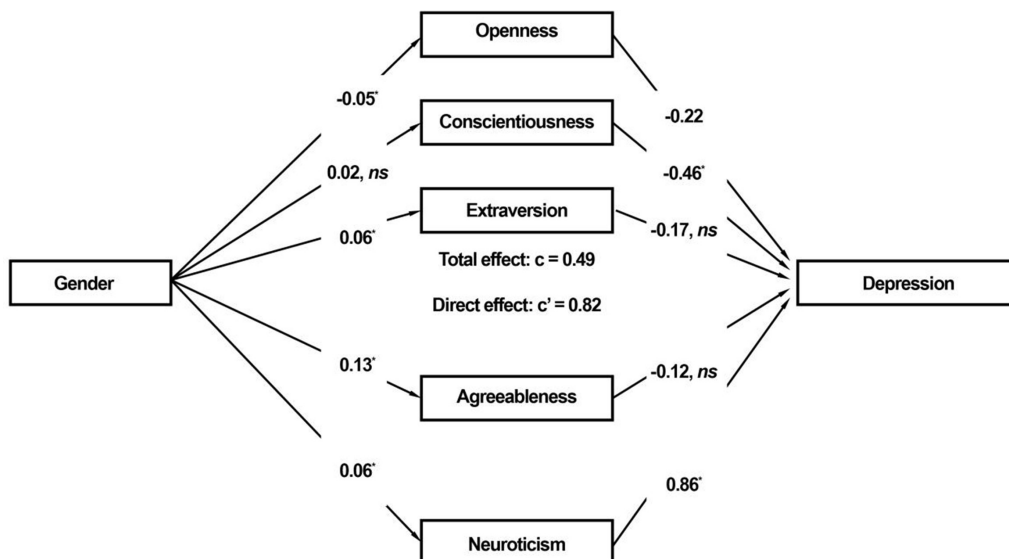 Openness
-0.05*
-0.22
Conscientiousness
0.02, ns
-0.46*
Extraversion
0.06*
-0.17, ns
Total effect: c = 0.49
Gender
Depression
Direct effect: c’ = 0.82
0.13*
-0.12, ns
Agreeableness
0.06*
0.86*
Neuroticism